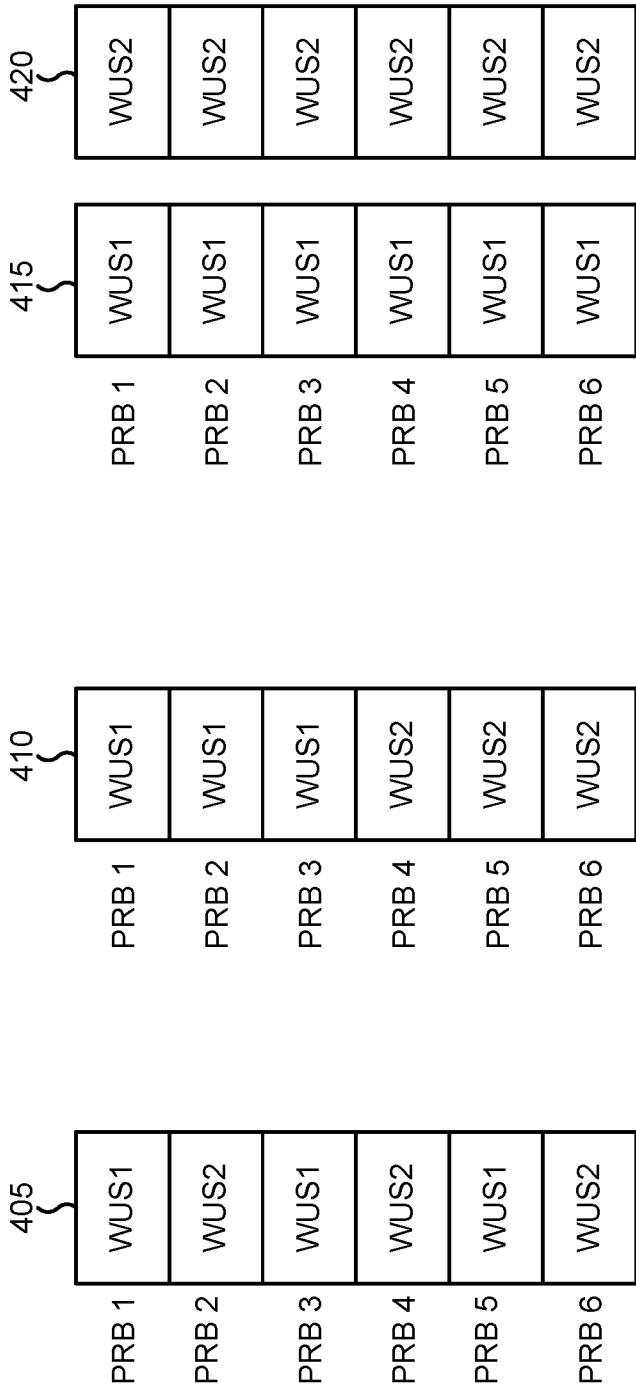 405 410 415 420
PRB 1 WUS1 PRB 1 WUS1 PRB 1 WUS1 WUS2
PRB 2 WUS2 PRB 2 WUS1 PRB 2 WUS1 WUS2
PRB 3 WUS1 PRB 3 WUS1 PRB 3 WUS1 WUS2
PRB 4 WUS2 PRB 4 WUS2 PRB 4 WUS1 WUS2
PRB 5 WUS1 PRB 5 WUS2 PRB 5 WUS1 WUS2
PRB 6 WUS2 PRB 6 WUS2 PRB 6 WUS1 WUS2